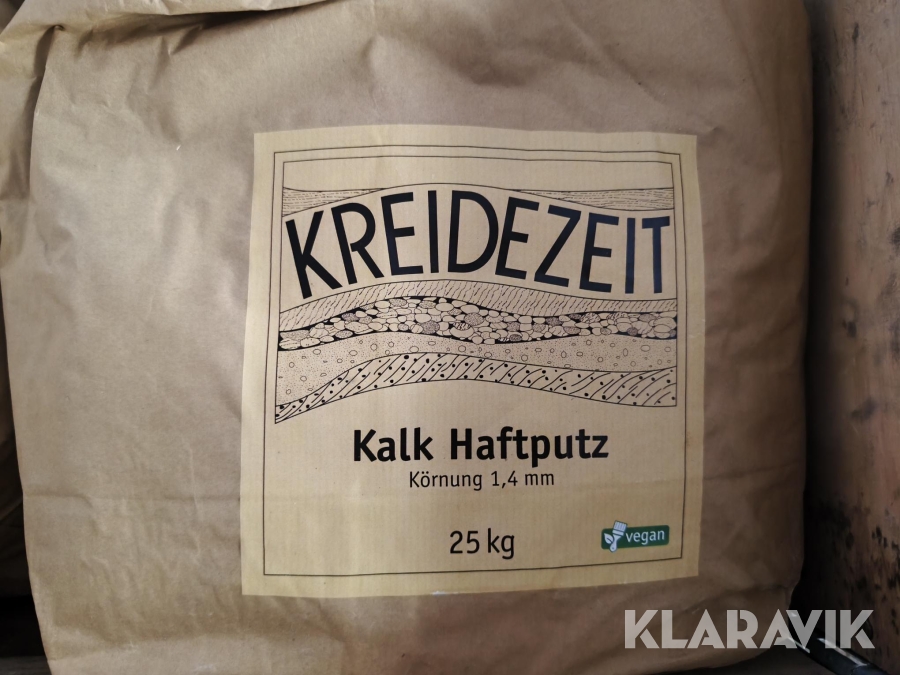 KREIDEZEIT
Kalk Haftputz
Körnung 1,4 mm
25 kg
vegan
KLARAVIK